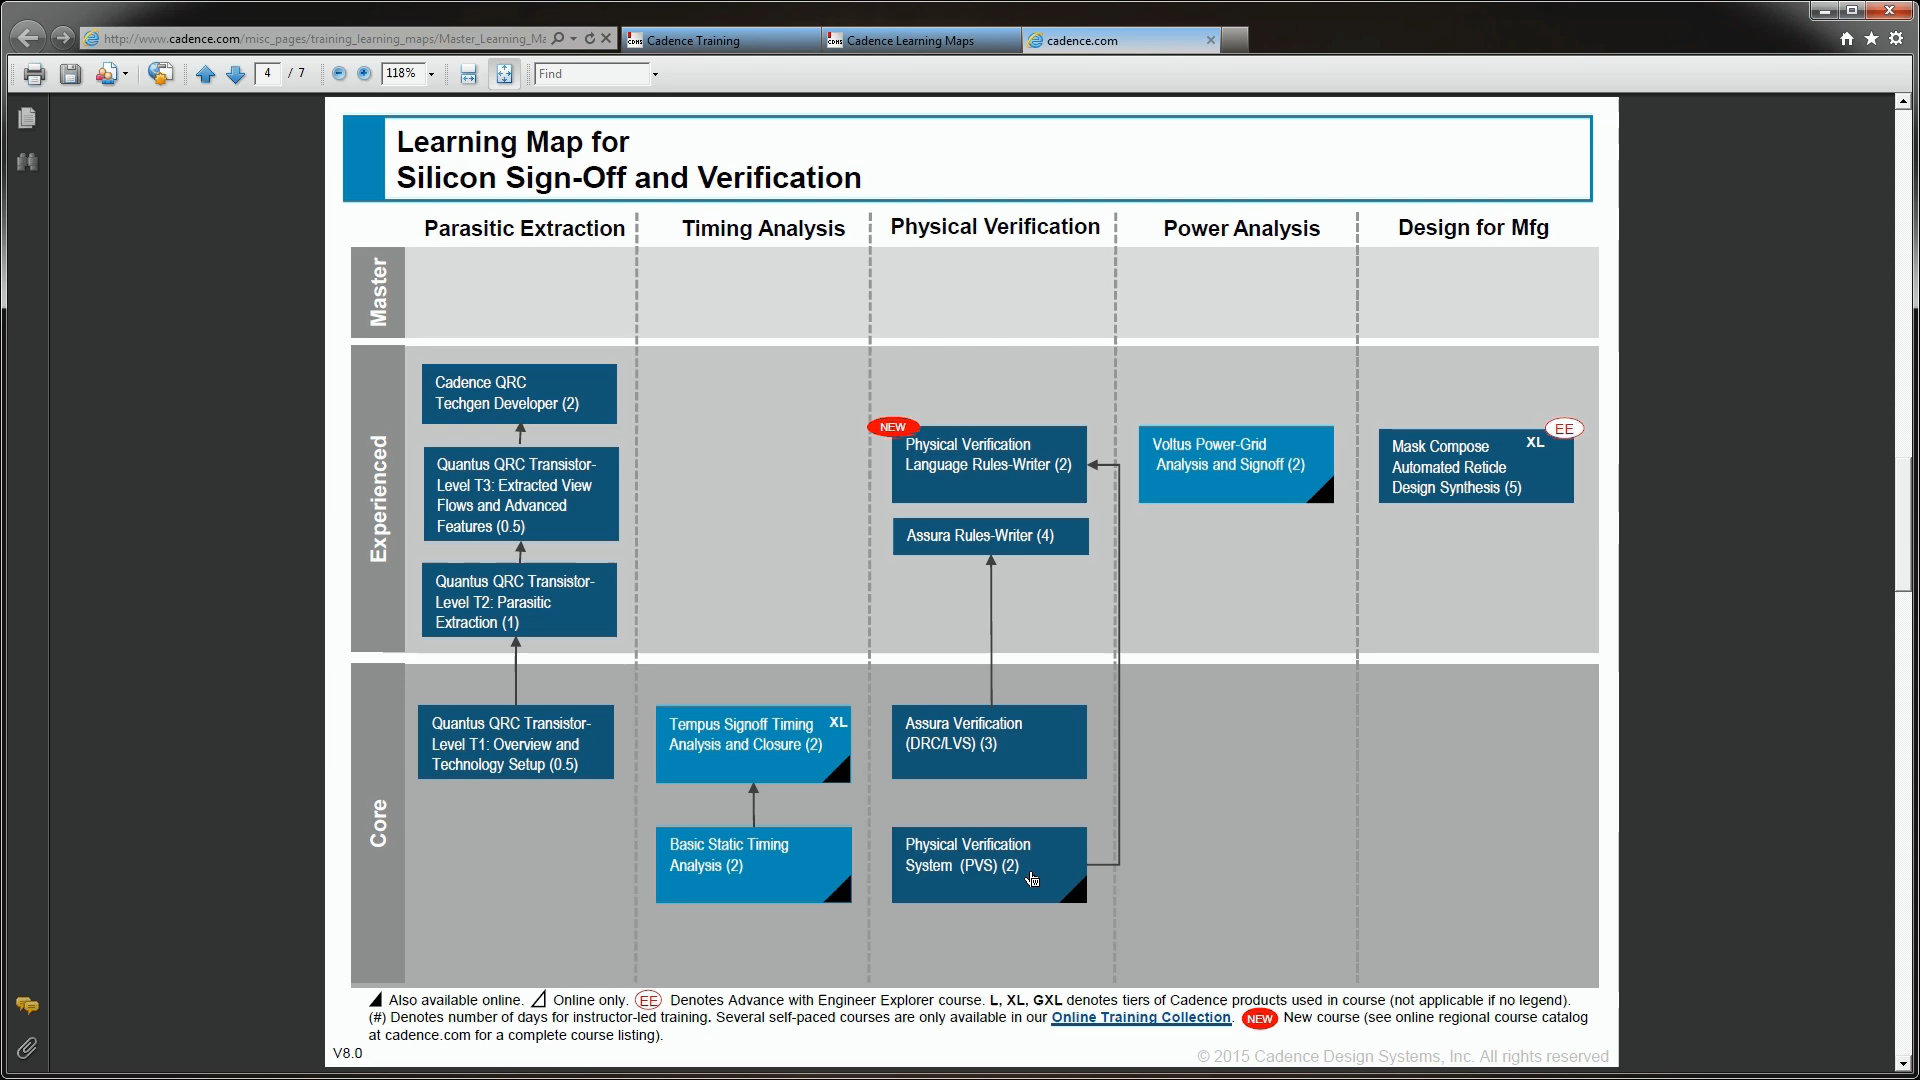 http://www.cadence.com/misc_pages/training_learning_maps/Master_Learning_Ma
Cadence Training
Cadence Learning Maps
cadence.com
4 / 7
118%
Find
Learning Map for
Silicon Sign-Off and Verification
Parasitic Extraction
Timing Analysis
Physical Verification
Power Analysis
Design for Mfg
Master
Experienced
Cadence QRC
Techgen Developer (2)
Quantus QRC Transistor-
Level T3: Extracted View
Flows and Advanced
Features (0.5)
Quantus QRC Transistor-
Level T2: Parasitic
Extraction (1)
NEW
Physical Verification
Language Rules-Writer (2)
Assura Rules-Writer (4)
Voltus Power-Grid
Analysis and Signoff (2)
EE
XL
Mask Compose
Automated Reticle
Design Synthesis (5)
Core
Quantus QRC Transistor-
Level T1: Overview and
Technology Setup (0.5)
Tempus Signoff Timing XL
Analysis and Closure (2)
Basic Static Timing
Analysis (2)
Assura Verification
(DRC/LVS) (3)
Physical Verification
System (PVS) (2)
Also available online. Online only. EE Denotes Advance with Engineer Explorer course. L, XL, GXL denotes tiers of Cadence products used in course (not applicable if no legend).
(#) Denotes number of days for instructor-led training. Several self-paced courses are only available in our Online Training Collection. NEW New course (see online regional course catalog
at cadence.com for a complete course listing).
V8.0
© 2015 Cadence Design Systems, Inc. All rights reserved